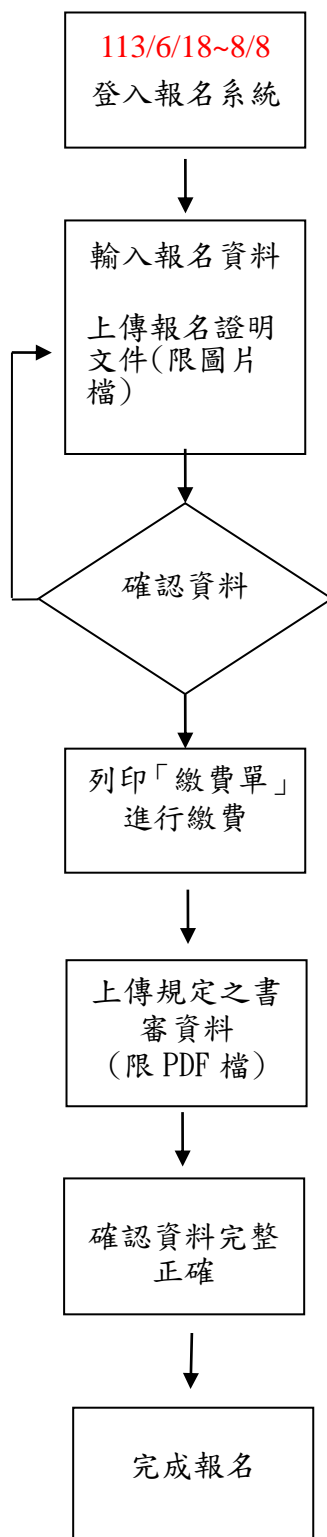 113/6/18~8/8
登入報名系統
輸入報名資料
上傳報名證明
文件(限圖片
檔)
確認資料
列印「繳費單」
進行繳費
上傳規定之書
審資料
(限 PDF 檔)
確認資料完整
正確
完成報名